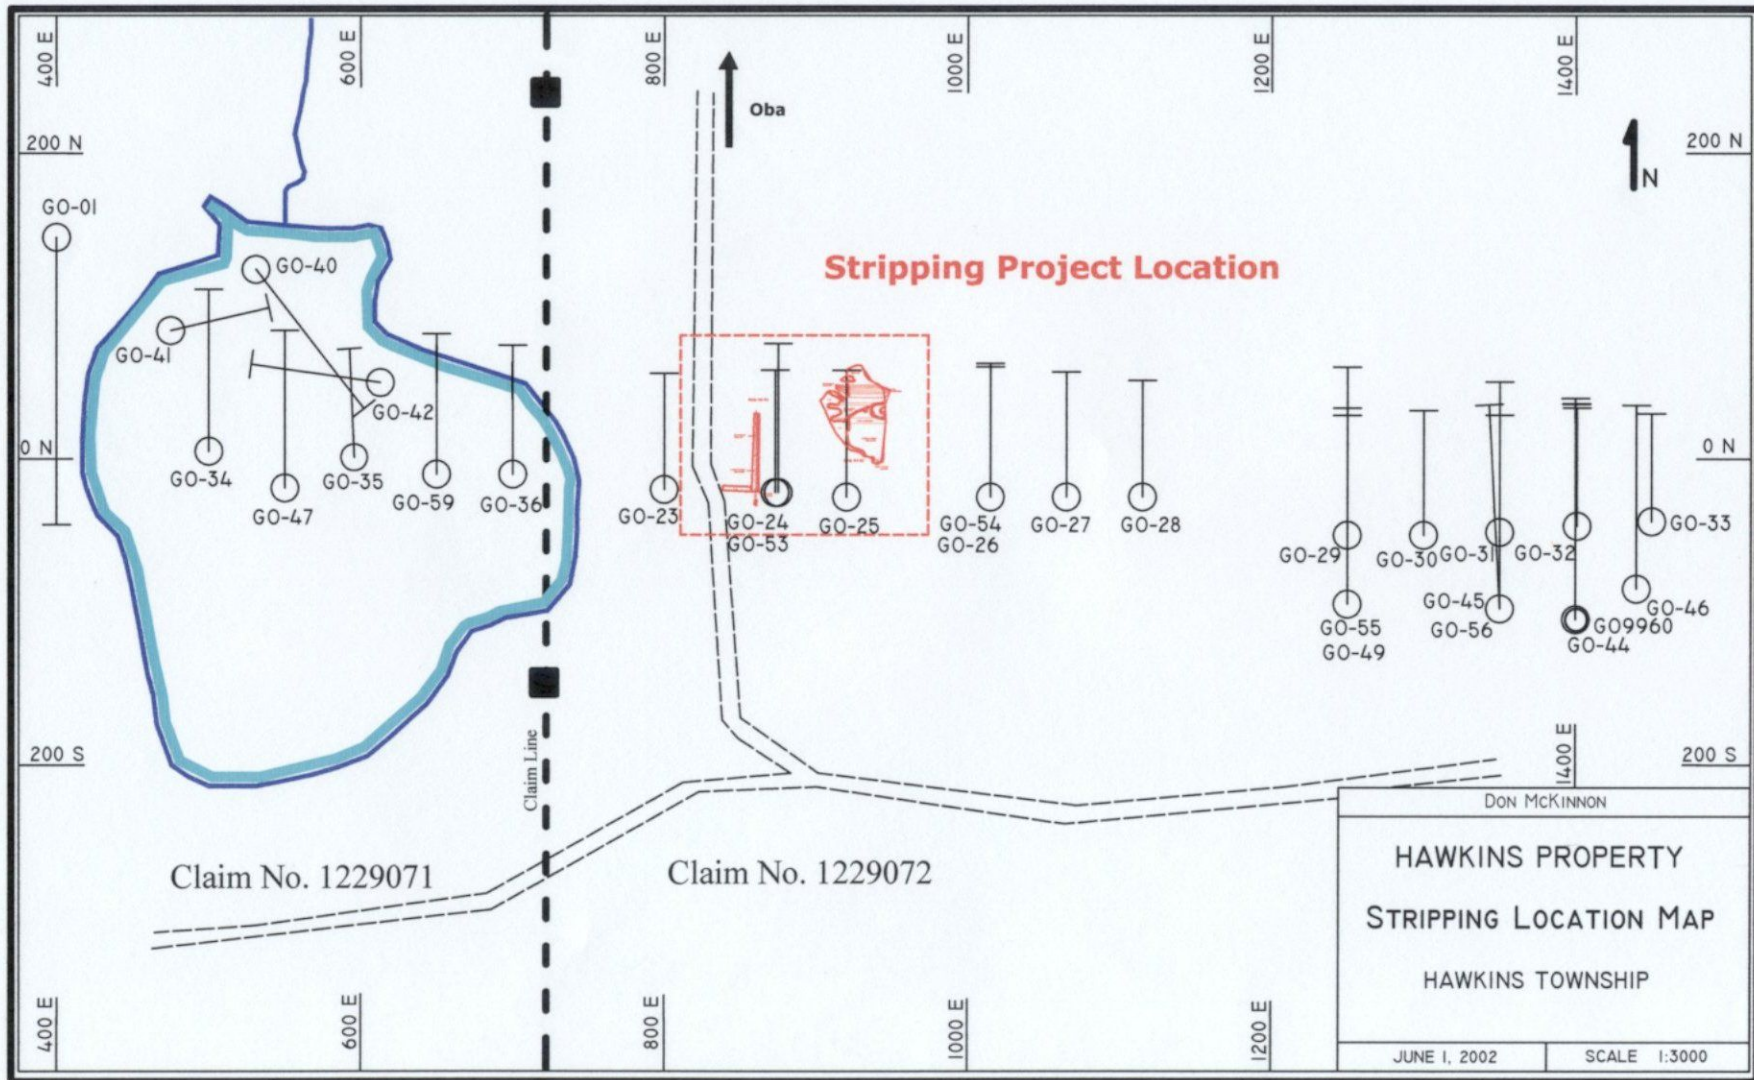 400 E
600 E
800 E
1000 E
1200 E
1400 E
Oba
200 N
200 N
N
GO-01
GO-40
Stripping Project Location
GO-41
GO-42
0 N
0 N
GO-34
GO-35
GO-59
GO-36
GO-47
GO-23
GO-24
GO-53
GO-25
GO-54
GO-26
GO-27
GO-28
GO-29
GO-30
GO-31
GO-32
GO-33
GO-55
GO-49
GO-45
GO-56
GO9960
GO-44
GO-46
Claim Line
200 S
200 S
1400 E
Claim No. 1229071
Claim No. 1229072
DON MCKINNON
HAWKINS PROPERTY
STRIPPING LOCATION MAP
HAWKINS TOWNSHIP
JUNE 1, 2002
SCALE 1:3000
400 E
600 E
800 E
1000 E
1200 E